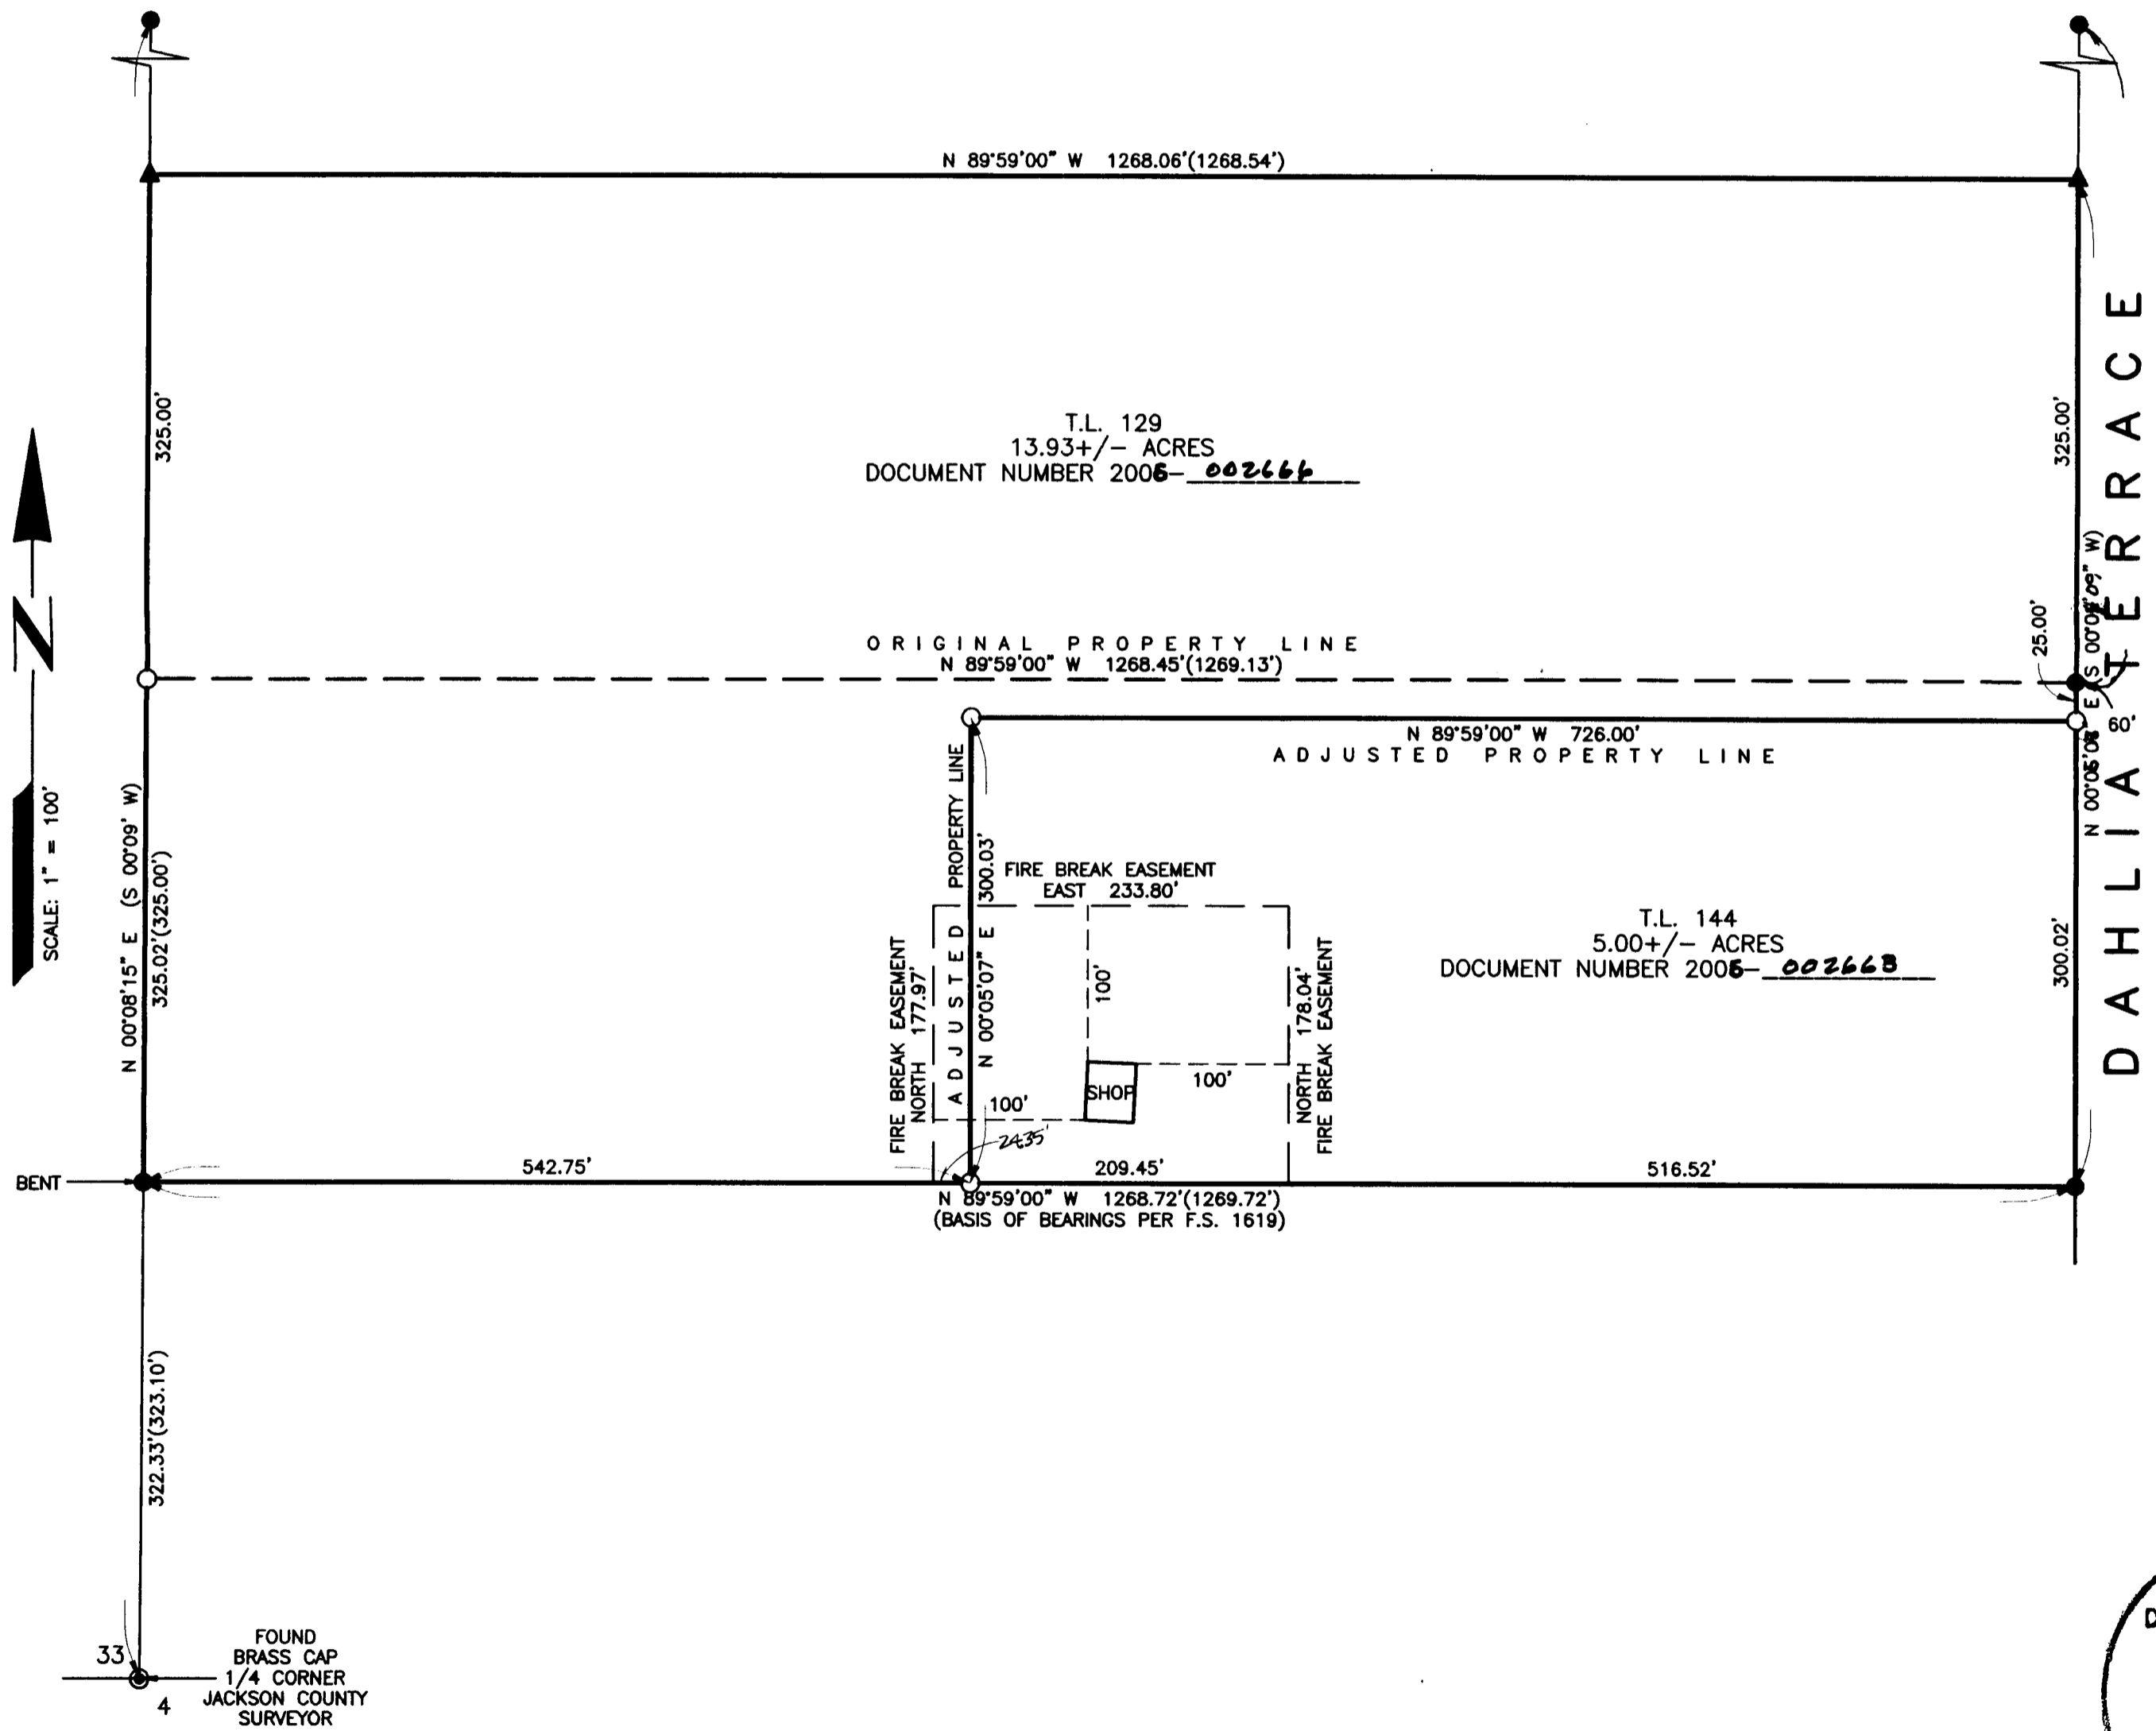 N 89°59'00" W 1268.06'(1268.54')
325.00'
325.00'
T.L. 129
13.93+/- ACRES
DOCUMENT NUMBER 2006-
DAHLIA TERRACE
N
SCALE: 1" = 100'
ORIGINAL PROPERTY LINE
N 89°59'00" W 1268.45'(1269.13')
25.00'
60'
N 89°59'00" W 726.00'
ADJUSTED PROPERTY LINE
N 00°08'15" E (S 00°09' W)
325.02'(325.00')
ADJUSTED PROPERTY LINE
N 00°05'07" E 300.03'
FIRE BREAK EASEMENT
EAST 233.80'
FIRE BREAK EASEMENT
NORTH 177.97'
100'
100'
100'
SHOP
NORTH 178.04'
FIRE BREAK EASEMENT
T.L. 144
5.00+/- ACRES
DOCUMENT NUMBER 2006-
300.02'
24.35'
BENT
542.75'
209.45'
516.52'
N 89°59'00" W 1268.72'(1269.72')
(BASIS OF BEARINGS PER F.S. 1619)
322.33'(323.10')
33
4
FOUND
BRASS CAP
1/4 CORNER
JACKSON COUNTY
SURVEYOR